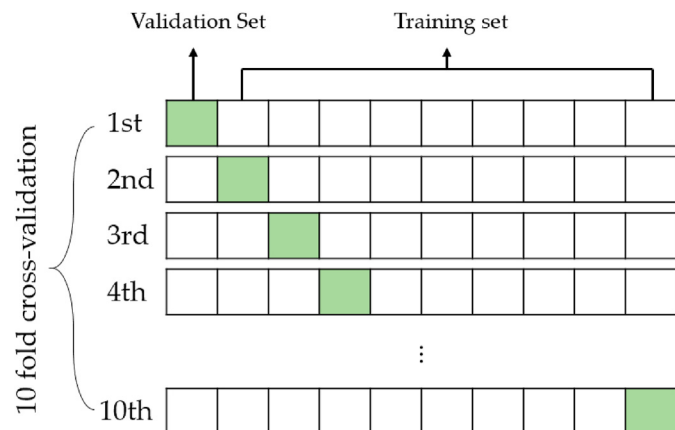 Validation Set
Training set
10 fold cross-validation
1st
2nd
3rd
4th
⋮
10th